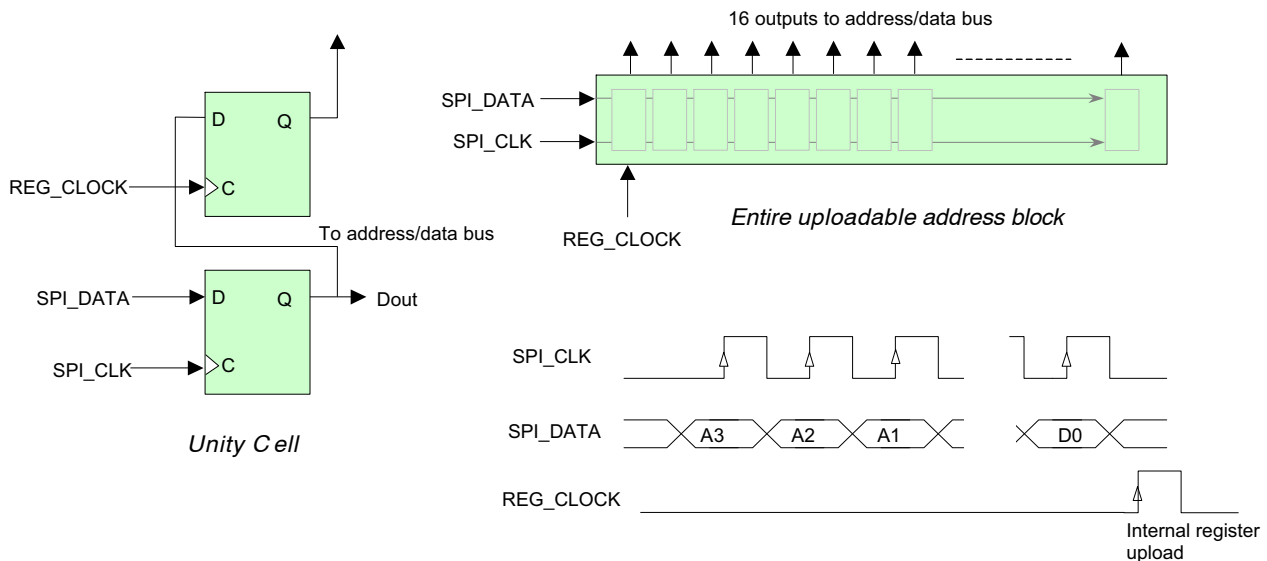 16 outputs to address/data bus
D
Q
REG_CLOCK
C
To address/data bus
SPI_DATA
D
Q
Dout
SPI_CLK
C
Unity Cell
SPI_DATA
SPI_CLK
REG_CLOCK
Entire uploadable address block
SPI_CLK
SPI_DATA
A3
A2
A1
D0
REG_CLOCK
Internal register
upload